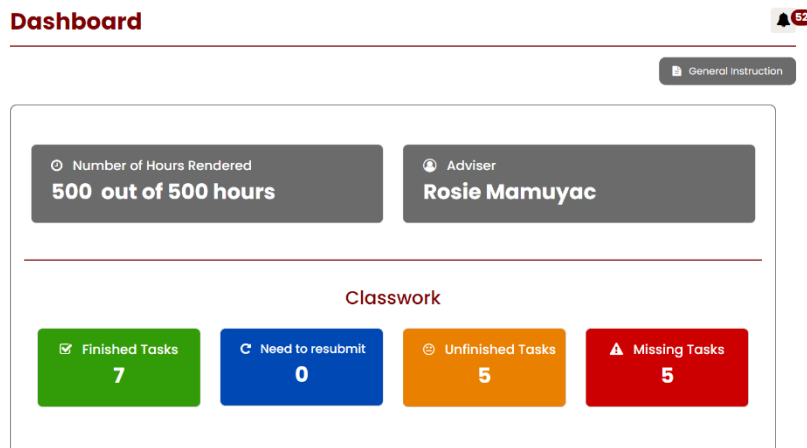 Dashboard
52
General Instruction
Number of Hours Rendered
500 out of 500 hours
Adviser
Rosie Mamuyac
Classwork
Finished Tasks
7
Need to resubmit
0
Unfinished Tasks
5
Missing Tasks
5